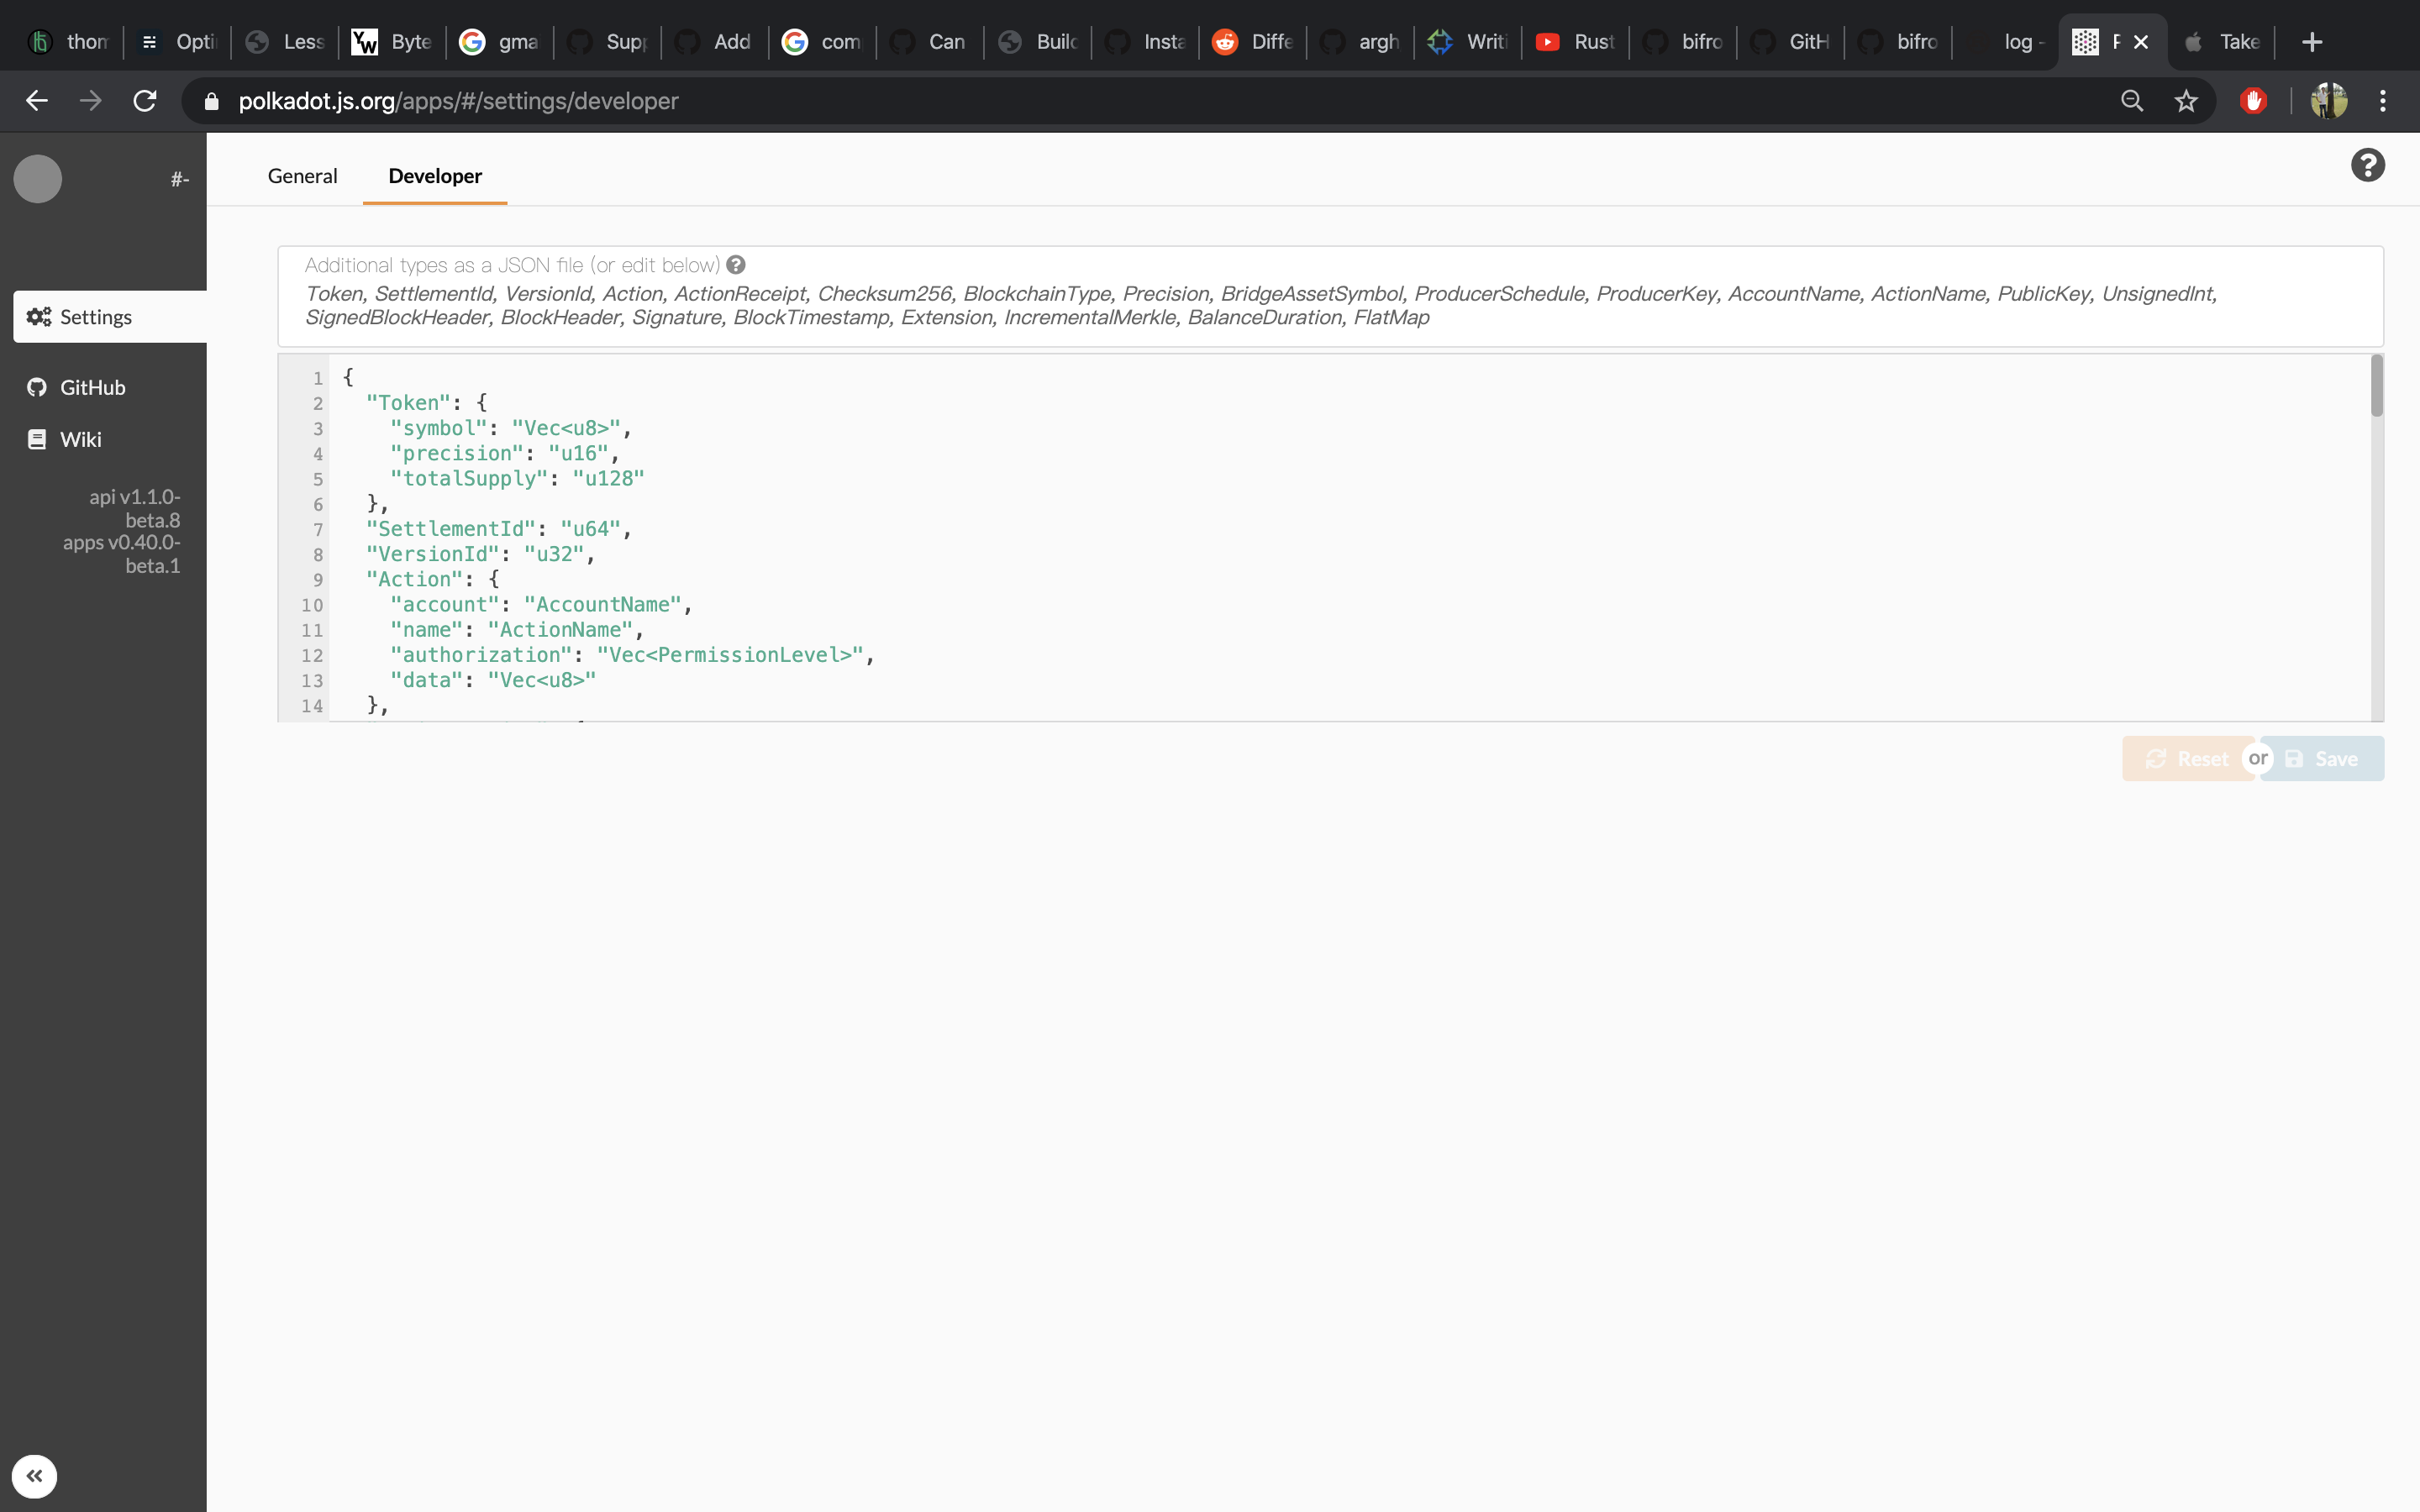 thom Opti Less Byte gma Supp Add com Can Build Insta Diffe argh Writi Rust bifro GitH bifro log - Take
polkadot.js.org/apps/#/settings/developer
#-
General Developer
Settings
GitHub
Wiki
api v1.1.0-
beta.8
apps v0.40.0-
beta.1
Additional types as a JSON file (or edit below)
Token, SettlementId, VersionId, Action, ActionReceipt, Checksum256, BlockchainType, Precision, BridgeAssetSymbol, ProducerSchedule, ProducerKey, AccountName, ActionName, PublicKey, UnsignedInt,
SignedBlockHeader, BlockHeader, Signature, BlockTimestamp, Extension, IncrementalMerkle, BalanceDuration, FlatMap
1 {
2 "Token": {
3 "symbol": "Vec<u8>",
4 "precision": "u16",
5 "totalSupply": "u128"
6 },
7 "SettlementId": "u64",
8 "VersionId": "u32",
9 "Action": {
10 "account": "AccountName",
11 "name": "ActionName",
12 "authorization": "Vec<PermissionLevel>",
13 "data": "Vec<u8>"
14 },
Reset or Save